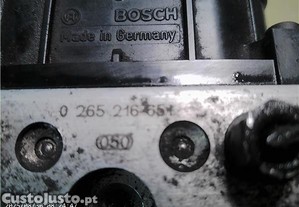 BOSCH
Made in Germany
0 265 216 651
050
CustoJusto.pt